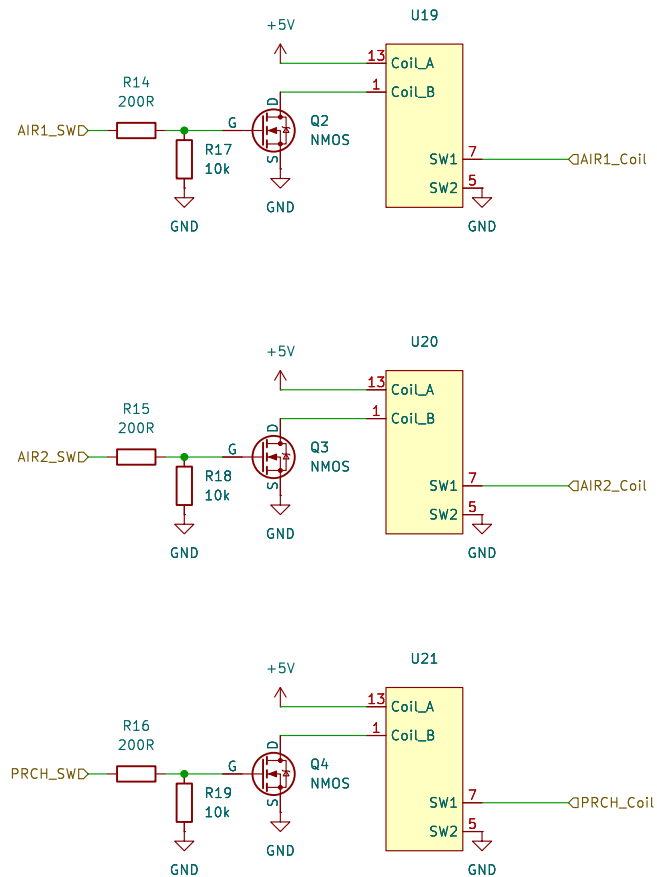 U19
+5V
13 Coil_A
R14
200R
1 Coil_B
D
AIR1_SW
G
Q2
NMOS
R17
10k
S
SW1 7
AIR1_Coil
SW2 5
GND
GND
GND
U20
+5V
13 Coil_A
R15
200R
1 Coil_B
D
AIR2_SW
G
Q3
NMOS
R18
10k
S
SW1 7
AIR2_Coil
SW2 5
GND
GND
GND
U21
+5V
13 Coil_A
R16
200R
1 Coil_B
D
PRCH_SW
G
Q4
NMOS
R19
10k
S
SW1 7
PRCH_Coil
SW2 5
GND
GND
GND